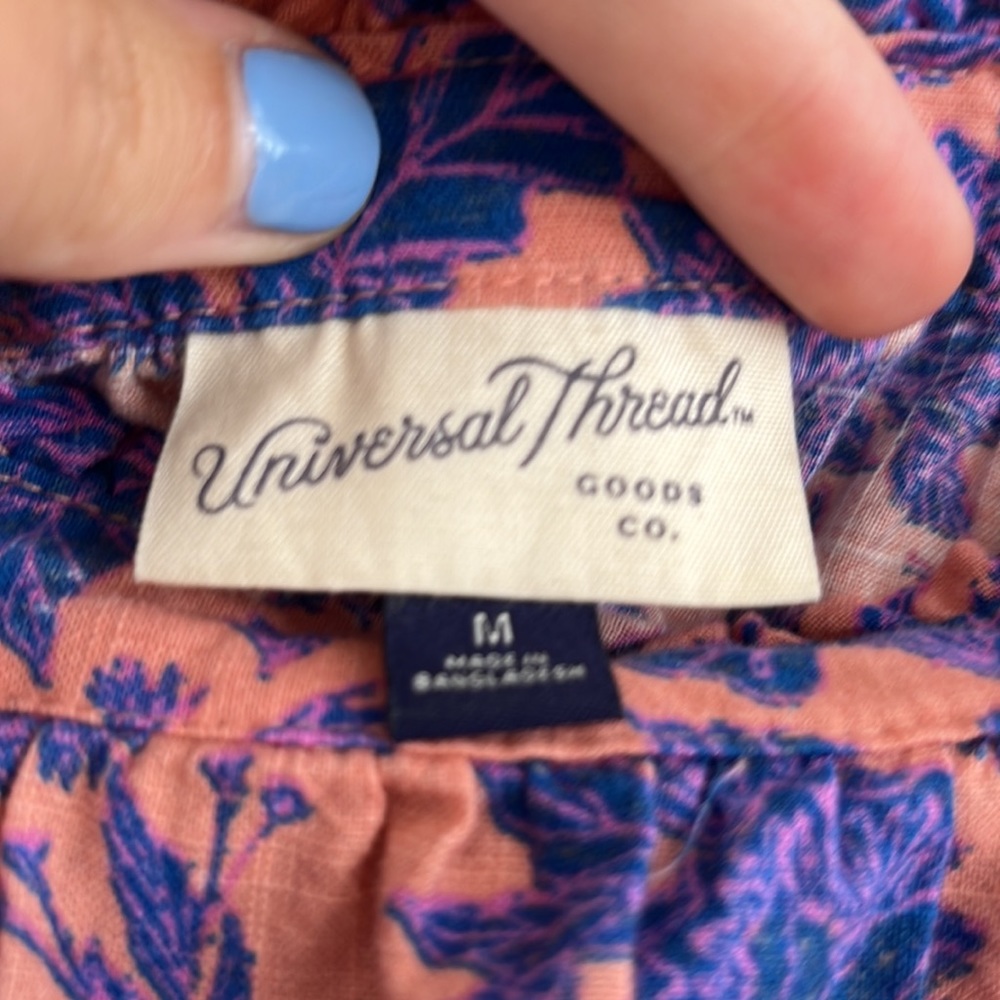 Universal Thread™
GOODS
CO.
M
MADE IN
BANGLADESH